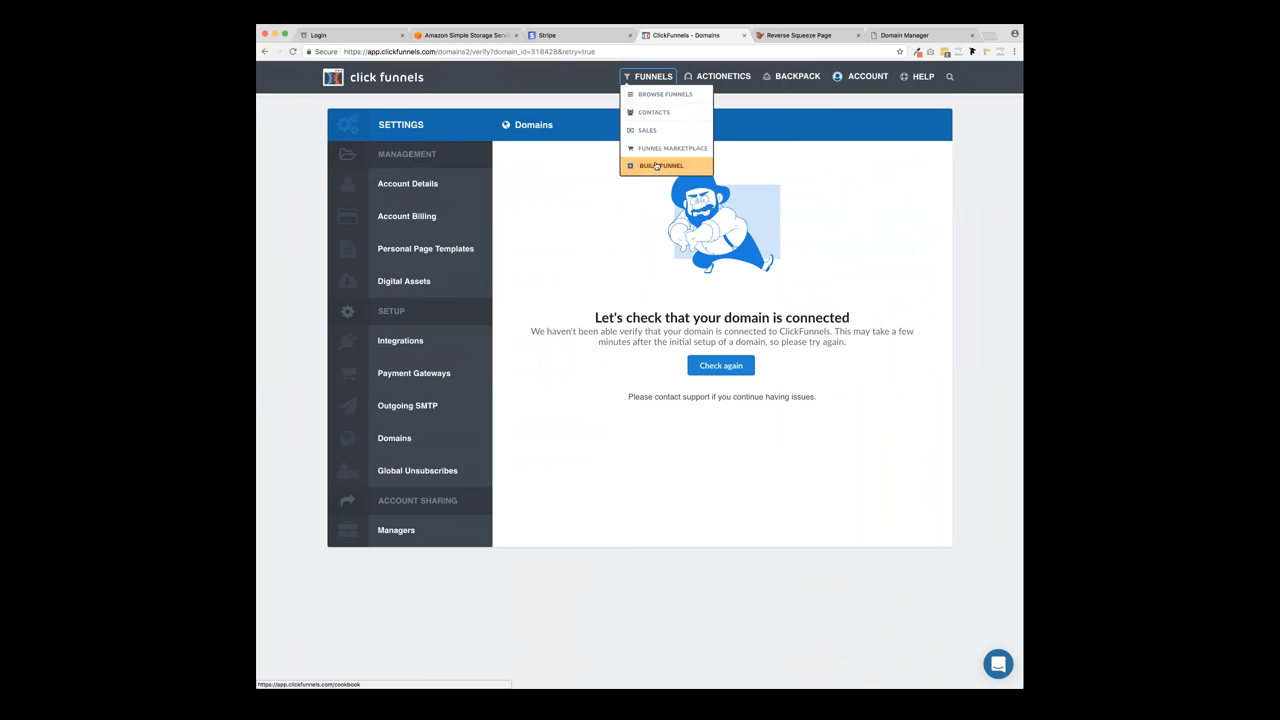 Login
Amazon Simple Storage Servi
Stripe
ClickFunnels - Domains
Reverse Squeeze Page
Domain Manager
Secure
https://app.clickfunnels.com/domains2/verify?domain_id=318428&retry=true
click funnels
FUNNELS
ACTIONETICS
BACKPACK
ACCOUNT
HELP
BROWSE FUNNELS
CONTACTS
SALES
FUNNEL MARKETPLACE
BUILD FUNNEL
SETTINGS
Domains
MANAGEMENT
Account Details
Account Billing
Personal Page Templates
Digital Assets
SETUP
Integrations
Payment Gateways
Outgoing SMTP
Domains
Global Unsubscribes
ACCOUNT SHARING
Managers
Let's check that your domain is connected
We haven't been able verify that your domain is connected to ClickFunnels. This may take a few
minutes after the initial setup of a domain, so please try again.
Check again
Please contact support if you continue having issues.
https://app.clickfunnels.com/cookbook